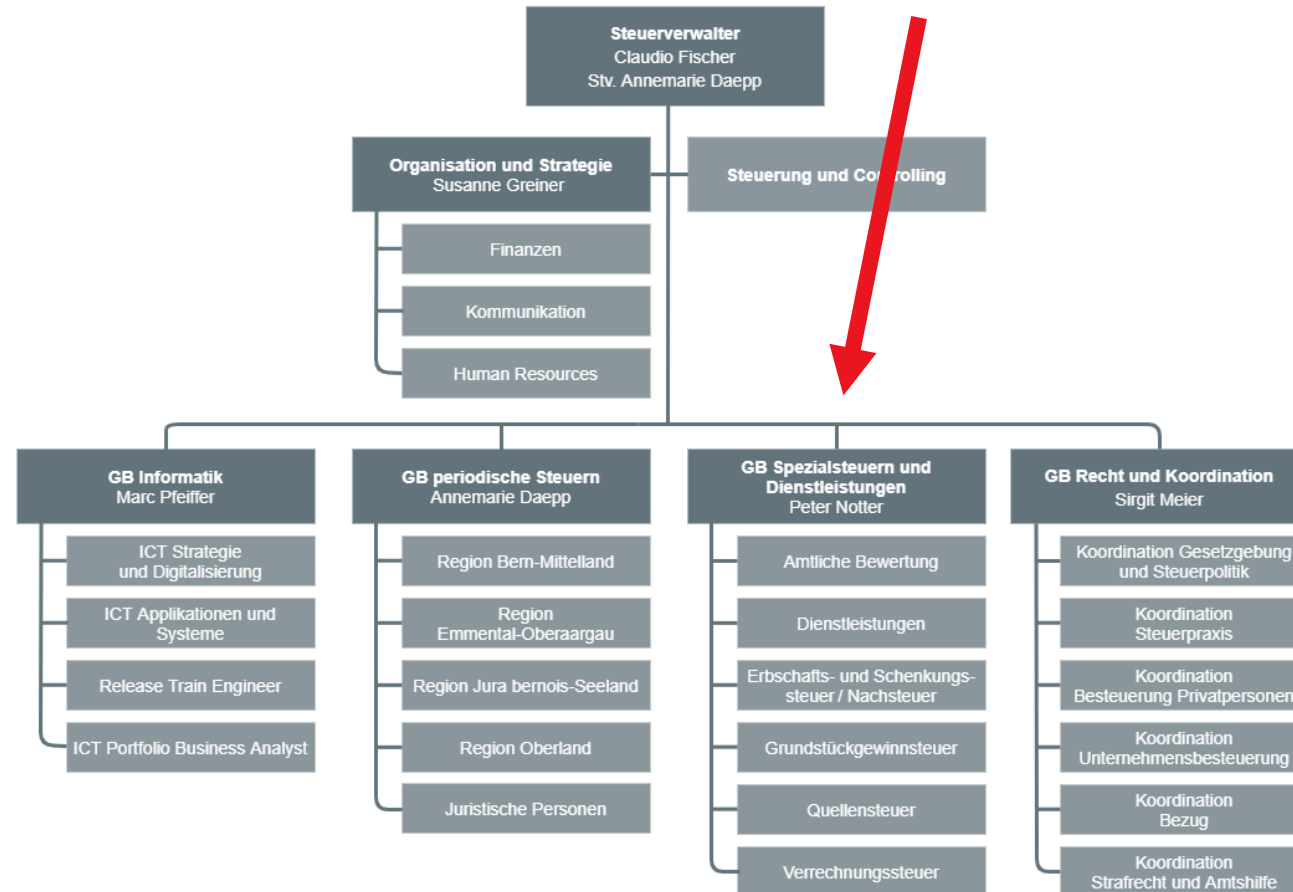 Steuerverwalter
Claudio Fischer
Stv. Annemarie Daepp
Organisation und Strategie
Susanne Greiner
Steuerung und Controlling
Finanzen
Kommunikation
Human Resources
GB Informatik
Marc Pfeiffer
ICT Strategie
und Digitalisierung
ICT Applikationen und
Systeme
Release Train Engineer
ICT Portfolio Business Analyst
GB periodische Steuern
Annemarie Daepp
Region Bern-Mittelland
Region
Emmental-Oberaargau
Region Jura bernois-Seeland
Region Oberland
Juristische Personen
GB Spezialsteuern und
Dienstleistungen
Peter Notter
Amtliche Bewertung
Dienstleistungen
Erbschafts- und Schenkungs-
steuer / Nachsteuer
Grundstückgewinnsteuer
Quellensteuer
Verrechnungssteuer
GB Recht und Koordination
Sirgit Meier
Koordination Gesetzgebung
und Steuerpolitik
Koordination
Steuerpraxis
Koordination
Besteuerung Privatpersonen
Koordination
Unternehmensbesteuerung
Koordination
Bezug
Koordination
Strafrecht und Amtshilfe